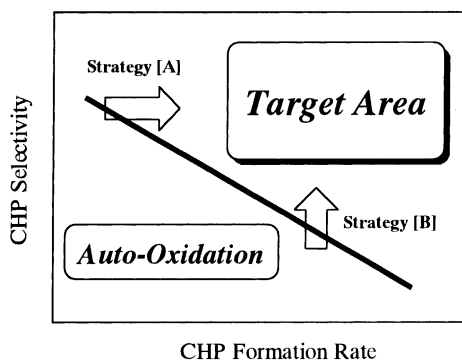 Strategy [A]
Target Area
CHP Selectivity
Strategy [B]
Auto-Oxidation
CHP Formation Rate